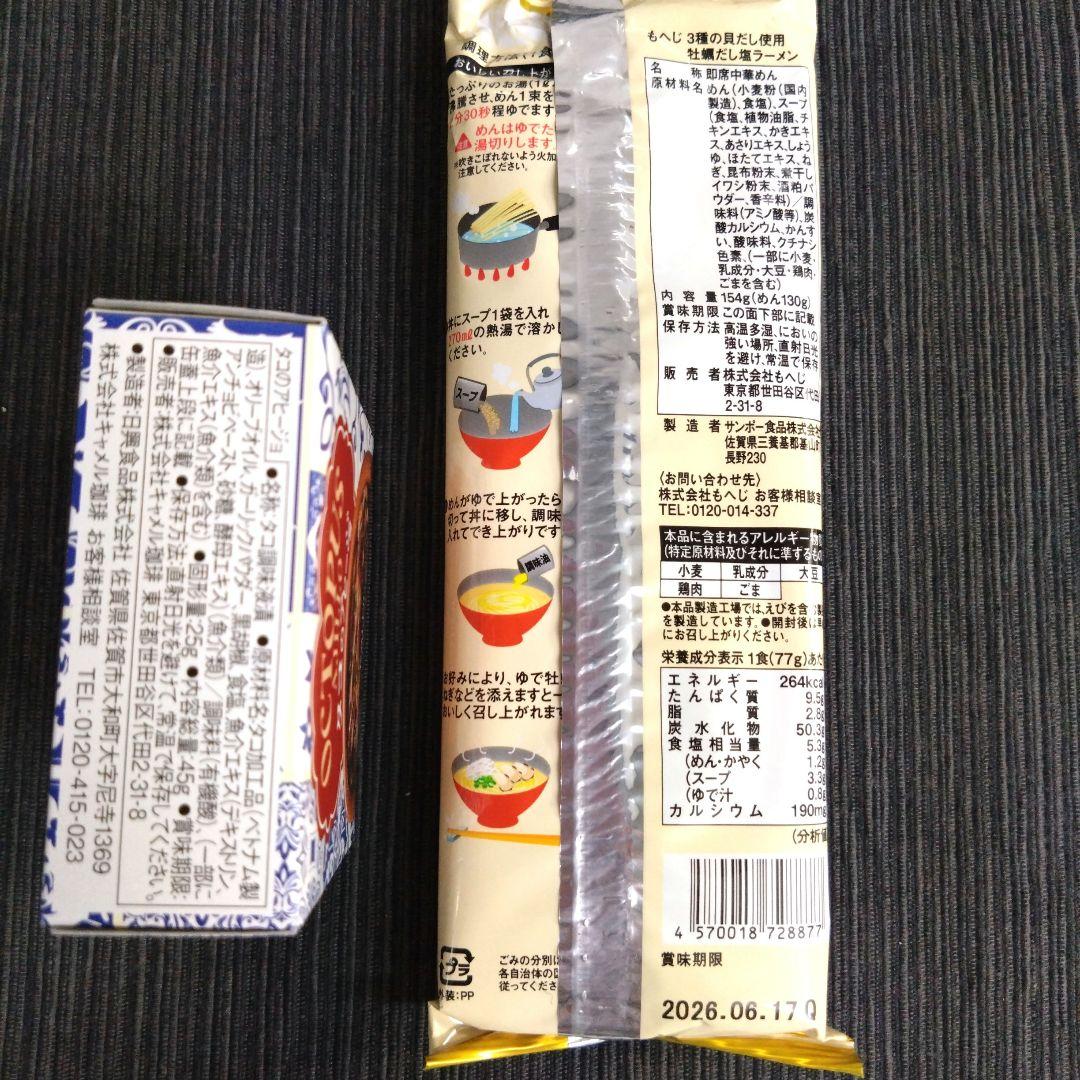 タコのアヒージョ ●名称:タコ調味液漬 ●原材料名:タコ加工品(ベトナム製
造)、オリーブオイル、ガーリックパウダー、黒胡椒、食塩、魚介エキス(デキストリン、
アンチョビペースト、砂糖、酵母エキス)(魚介類)/調味料(有機酸)、(一部に
魚介エキス(魚介類)を含む) ●固形量:25g ●内容総量:45g ●賞味期限:
缶蓋上段に記載 ●保存方法:直射日光を避けて、常温で保存してください。
●販売者:株式会社キャメル珈琲 東京都世田谷区代田2-31-8
●製造者:旭興食品株式会社 佐賀県佐賀市大和町大字尼寺1369
株式会社キャメル珈琲 お客様相談室 TEL:0120-415-023
調理方法(1食
おいしい召し上が
たっぷりのお湯(1ℓ
沸騰させ、めん1束を
分30秒程ゆでます
めんはゆでた
湯切りします
※吹きこぼれないよう火加
注意してください。
丼にスープ1袋を入れ
270mlの熱湯で溶かし
ください。
スープ
めんがゆで上がったら
切って丼に移し、調味
入れてでき上がりです
調味油
お好みにより、ゆで牡
ねぎなどを添えますと一
おいしく召し上がれます
プラ
外装:PP
ごみの分別は
各自治体の区
従ってくださ
もへじ 3種の貝だし使用
牡蠣だし塩ラーメン
名称 即席中華めん
原材料名 めん(小麦粉(国内
製造)、食塩)、スープ
(食塩、植物油脂、チ
キンエキス、かきエキ
ス、あさりエキス、しょう
ゆ、ほたてエキス、ね
ぎ、昆布粉末、煮干し
イワシ粉末、酒粕パ
ウダー、香辛料)/調
味料(アミノ酸等)、炭
酸カルシウム、かんす
い、酸味料、クチナシ
色素、(一部に小麦・
乳成分・大豆・鶏肉・
ごまを含む)
内容量 154g(めん130g)
賞味期限 この面下部に記載
保存方法 高温多湿、においの
強い場所、直射日光
を避け、常温で保存
販売者 株式会社もへじ
東京都世田谷区代田
2-31-8
製造者 サンポー食品株式会
佐賀県三養基郡基山町
長野230
〈お問い合わせ先〉
株式会社もへじ お客様相談室
TEL:0120-014-337
本品に含まれるアレルギー物
(特定原材料及びそれに準ずるもの
小麦 乳成分 大豆
鶏肉 ごま
●本品製造工場では、えびを含む製
を製造しています。●開封後は早
にお召し上がりください。
栄養成分表示 1食(77g)あた
エネルギー 264kcal
たんぱく質 9.5g
脂質 2.8g
炭水化物 50.3g
食塩相当量 5.3g
(めん・かやく 1.2g
(スープ 3.3g
(ゆで汁 0.8g
カルシウム 190mg
(分析値
4 570018 728877
賞味期限
2026.06.17 Q